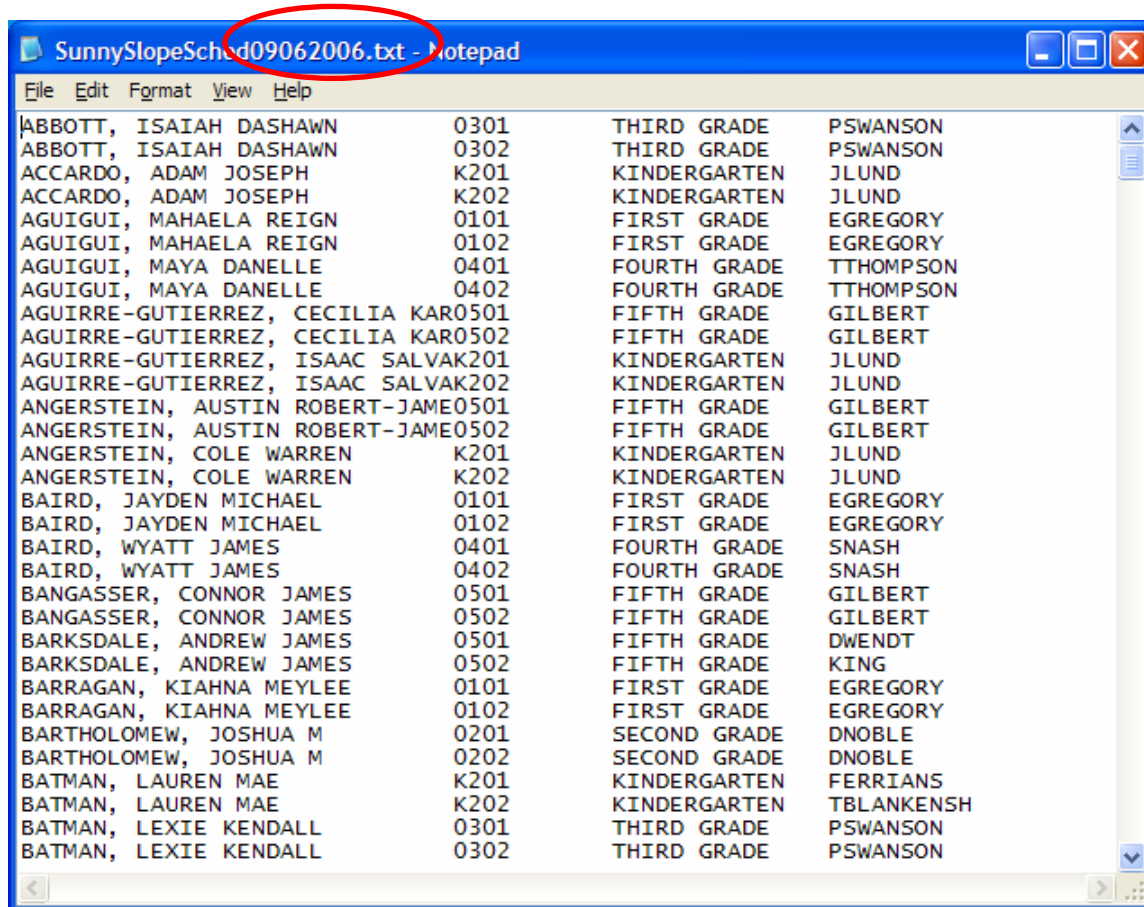 SunnySlopeSched09062006.txt - Notepad
File Edit Format View Help
ABBOTT, ISAIAH DASHAWN 0301 THIRD GRADE PSWANSON
ABBOTT, ISAIAH DASHAWN 0302 THIRD GRADE PSWANSON
ACCARDO, ADAM JOSEPH K201 KINDERGARTEN JLUND
ACCARDO, ADAM JOSEPH K202 KINDERGARTEN JLUND
AGUIGUI, MAHAELA REIGN 0101 FIRST GRADE EGREGORY
AGUIGUI, MAHAELA REIGN 0102 FIRST GRADE EGREGORY
AGUIGUI, MAYA DANELLE 0401 FOURTH GRADE TTHOMPSON
AGUIGUI, MAYA DANELLE 0402 FOURTH GRADE TTHOMPSON
AGUIRRE-GUTIERREZ, CECILIA KAR0501 FIFTH GRADE GILBERT
AGUIRRE-GUTIERREZ, CECILIA KAR0502 FIFTH GRADE GILBERT
AGUIRRE-GUTIERREZ, ISAAC SALVAK201 KINDERGARTEN JLUND
AGUIRRE-GUTIERREZ, ISAAC SALVAK202 KINDERGARTEN JLUND
ANGERSTEIN, AUSTIN ROBERT-JAME0501 FIFTH GRADE GILBERT
ANGERSTEIN, AUSTIN ROBERT-JAME0502 FIFTH GRADE GILBERT
ANGERSTEIN, COLE WARREN K201 KINDERGARTEN JLUND
ANGERSTEIN, COLE WARREN K202 KINDERGARTEN JLUND
BAIRD, JAYDEN MICHAEL 0101 FIRST GRADE EGREGORY
BAIRD, JAYDEN MICHAEL 0102 FIRST GRADE EGREGORY
BAIRD, WYATT JAMES 0401 FOURTH GRADE SNASH
BAIRD, WYATT JAMES 0402 FOURTH GRADE SNASH
BANGASSER, CONNOR JAMES 0501 FIFTH GRADE GILBERT
BANGASSER, CONNOR JAMES 0502 FIFTH GRADE GILBERT
BARKSDALE, ANDREW JAMES 0501 FIFTH GRADE DWENDT
BARKSDALE, ANDREW JAMES 0502 FIFTH GRADE KING
BARRAGAN, KIAHNA MEYLEE 0101 FIRST GRADE EGREGORY
BARRAGAN, KIAHNA MEYLEE 0102 FIRST GRADE EGREGORY
BARTHOLOMEW, JOSHUA M 0201 SECOND GRADE DNOBLE
BARTHOLOMEW, JOSHUA M 0202 SECOND GRADE DNOBLE
BATMAN, LAUREN MAE K201 KINDERGARTEN FERRIANS
BATMAN, LAUREN MAE K202 KINDERGARTEN TBLANKENSH
BATMAN, LEXIE KENDALL 0301 THIRD GRADE PSWANSON
BATMAN, LEXIE KENDALL 0302 THIRD GRADE PSWANSON